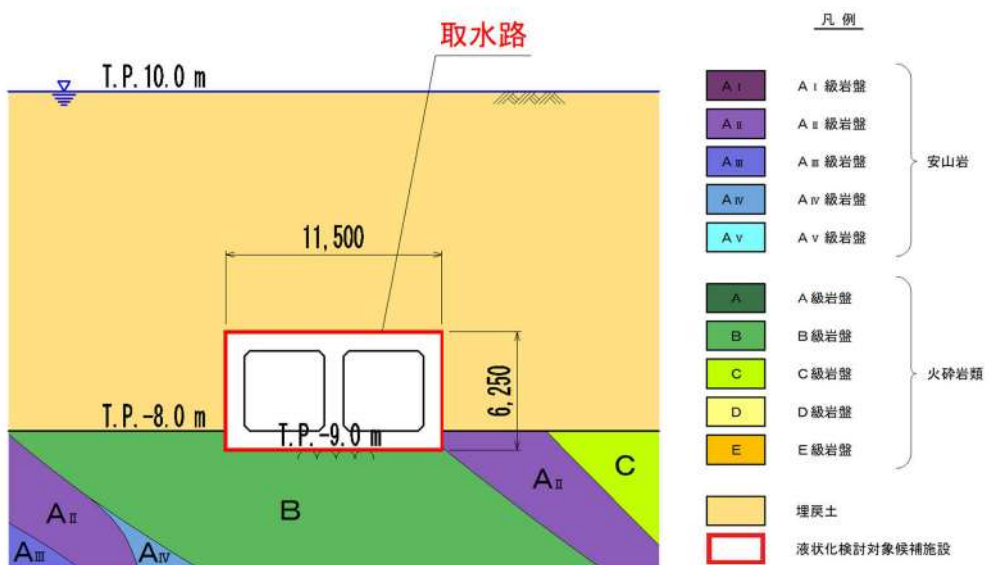 取水路
T.P.10.0 m
11,500
6,250
T.P.-8.0 m
T.P.-9.0 m
AⅡ
C
B
AⅡ
AⅢ
AⅣ
凡 例
AⅠ AⅠ級岩盤
AⅡ AⅡ級岩盤
AⅢ AⅢ級岩盤
AⅣ AⅣ級岩盤
AⅤ AⅤ級岩盤
安山岩
A A級岩盤
B B級岩盤
C C級岩盤
D D級岩盤
E E級岩盤
火砕岩類
埋戻土
液状化検討対象候補施設